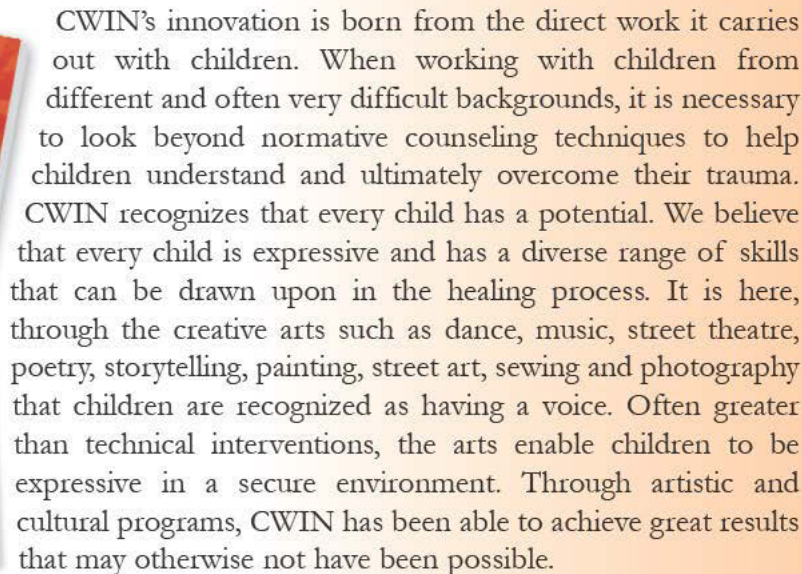 CWIN’s innovation is born from the direct work it carries
out with children. When working with children from
different and often very difficult backgrounds, it is necessary
to look beyond normative counseling techniques to help
children understand and ultimately overcome their trauma.
CWIN recognizes that every child has a potential. We believe
that every child is expressive and has a diverse range of skills
that can be drawn upon in the healing process. It is here,
through the creative arts such as dance, music, street theatre,
poetry, storytelling, painting, street art, sewing and photography
that children are recognized as having a voice. Often greater
than technical interventions, the arts enable children to be
expressive in a secure environment. Through artistic and
cultural programs, CWIN has been able to achieve great results
that may otherwise not have been possible.